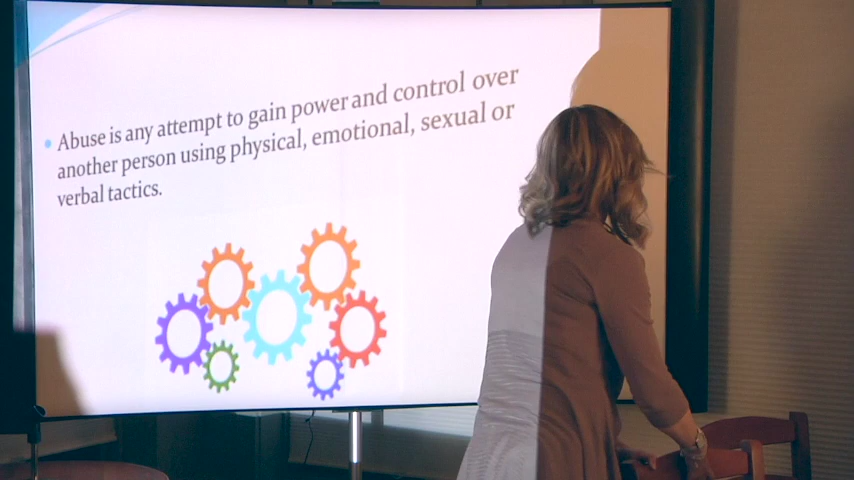 Abuse is any attempt to gain power and control over
another person using physical, emotional, sexual or
verbal tactics.